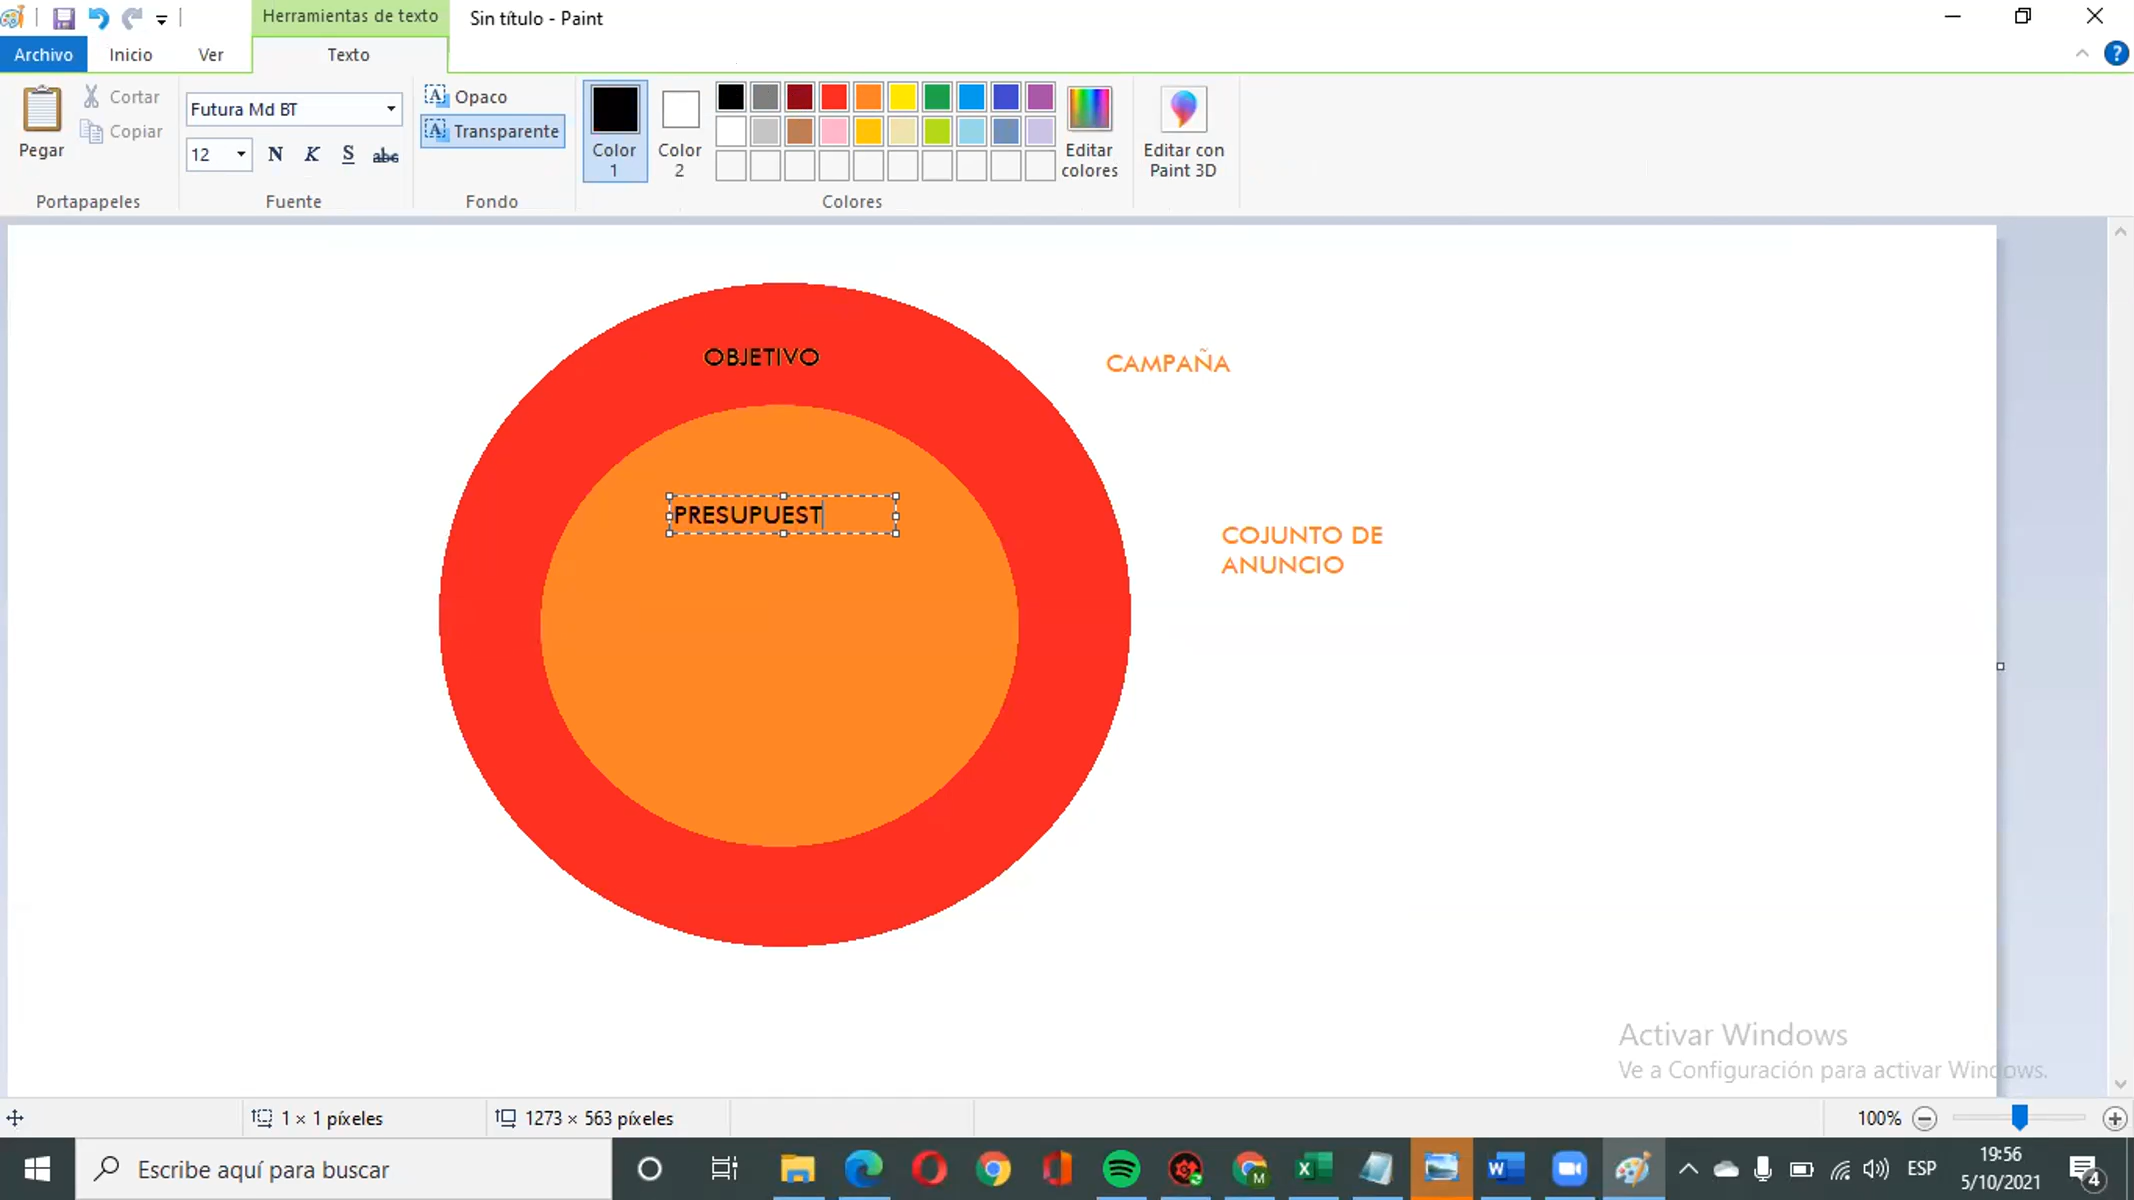 Herramientas de texto
Sin título - Paint
Archivo
Inicio
Ver
Texto
Pegar
Cortar
Copiar
Portapapeles
Futura Md BT
12
N K S abc
Fuente
Opaco
Transparente
Fondo
Color 1
Color 2
Colores
Editar colores
Editar con Paint 3D
OBJETIVO
CAMPAÑA
PRESUPUEST
COJUNTO DE
ANUNCIO
Activar Windows
Ve a Configuración para activar Windows.
1 × 1 píxeles
1273 × 563 píxeles
100%
Escribe aquí para buscar
ESP
19:56
5/10/2021
4